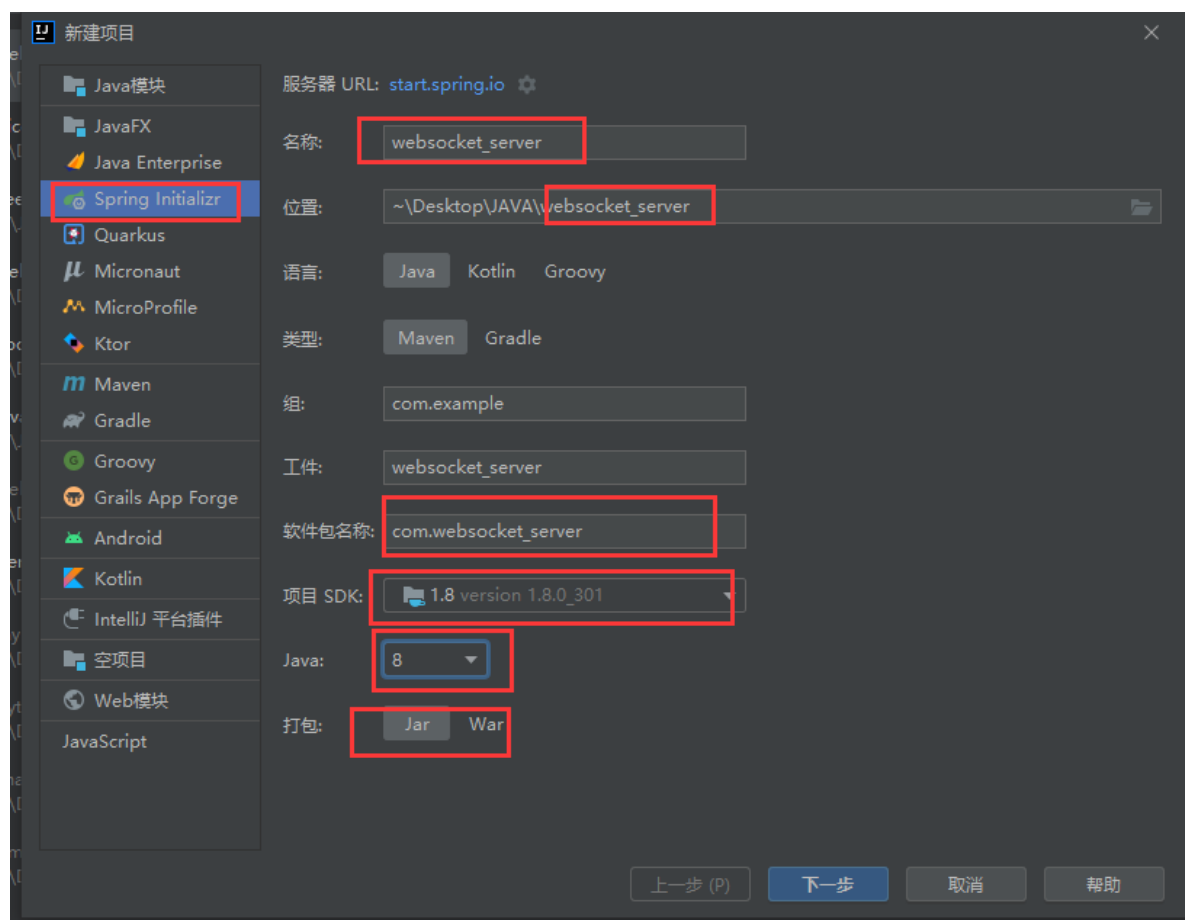 新建项目
Java模块
JavaFX
Java Enterprise
Spring Initializr
Quarkus
Micronaut
MicroProfile
Ktor
Maven
Gradle
Groovy
Grails App Forge
Android
Kotlin
IntelliJ 平台插件
空项目
Web模块
JavaScript
服务器 URL: start.spring.io
名称: websocket_server
位置: ~\Desktop\JAVA\websocket_server
语言: Java Kotlin Groovy
类型: Maven Gradle
组: com.example
工件: websocket_server
软件包名称: com.websocket_server
项目 SDK: 1.8 version 1.8.0_301
Java: 8
打包: Jar War
上一步 (P) 下一步 取消 帮助